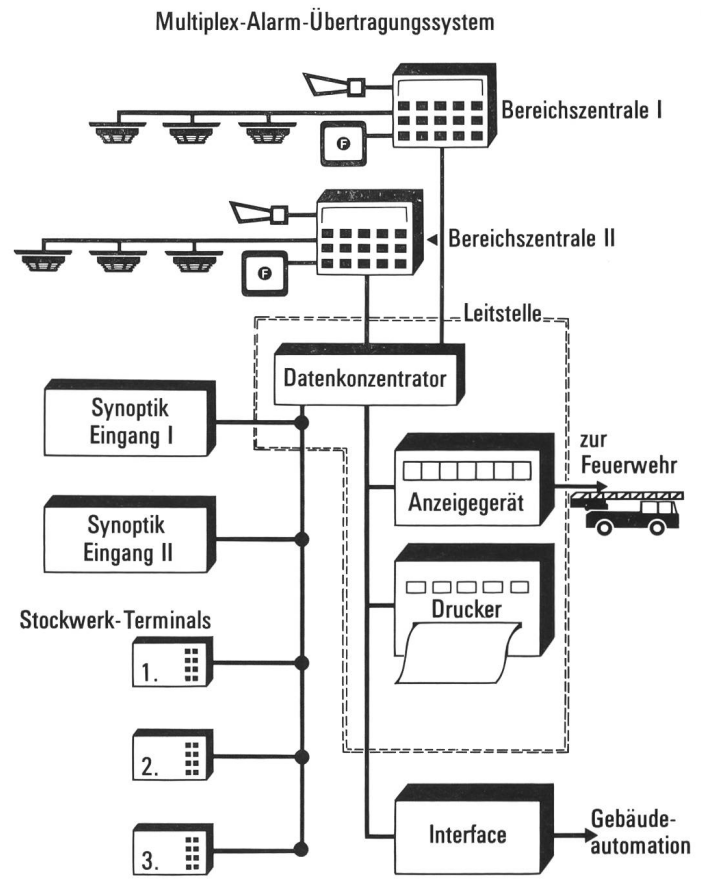 Multiplex-Alarm-Übertragungssystem
Bereichszentrale I
F
Bereichszentrale II
F
Leitstelle
Datenkonzentrator
Synoptik
Eingang I
zur
Feuerwehr
Anzeigegerät
Synoptik
Eingang II
Drucker
Stockwerk-Terminals
1.
2.
3.
Interface
Gebäude-
automation